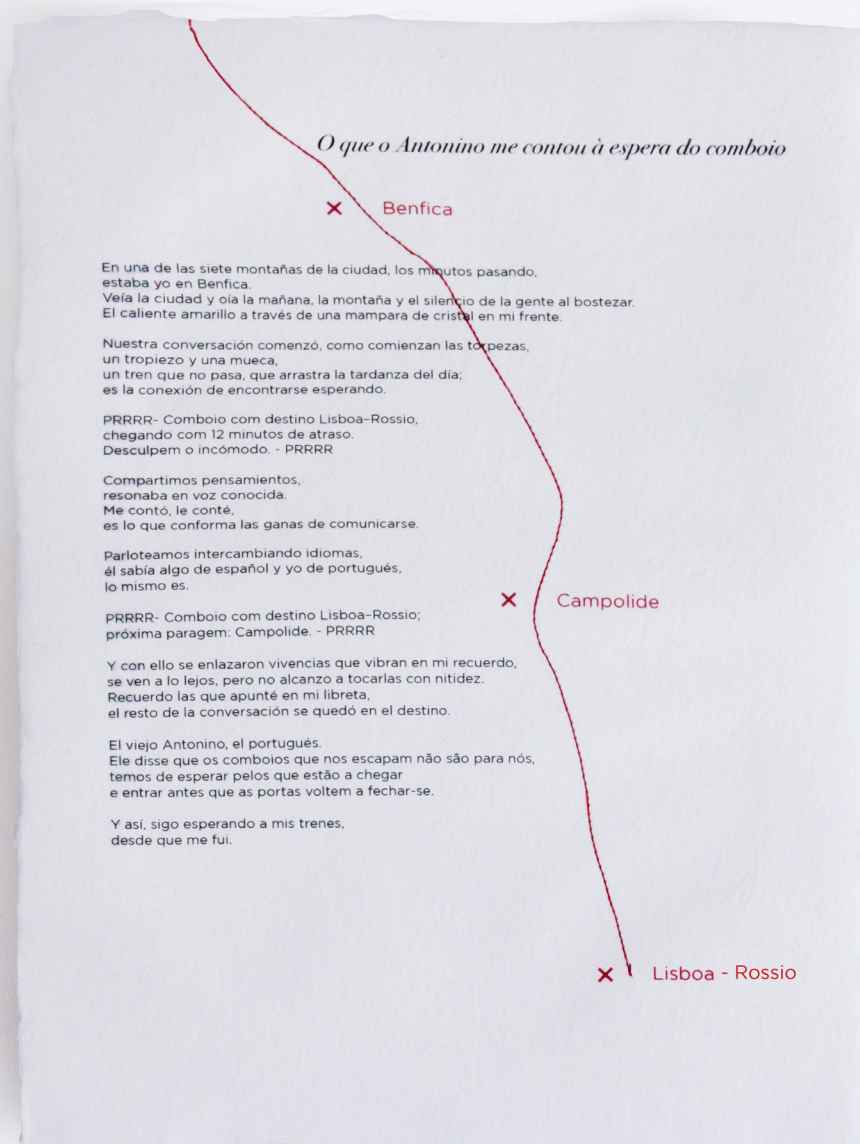 O que o Antonino me contou à espera do comboio
× Benfica
En una de las siete montañas de la ciudad, los minutos pasando,
estaba yo en Benfica.
Veía la ciudad y oía la mañana, la montaña y el silencio de la gente al bostezar.
El caliente amarillo a través de una mampara de cristal en mi frente.
Nuestra conversación comenzó, como comienzan las torpezas,
un tropiezo y una mueca,
un tren que no pasa, que arrastra la tardanza del día;
es la conexión de encontrarse esperando.
PRRRR- Comboio com destino Lisboa–Rossio,
chegando com 12 minutos de atraso.
Desculpem o incómodo. - PRRRR
Compartimos pensamientos,
resonaba en voz conocida.
Me contó, le conté,
es lo que conforma las ganas de comunicarse.
Parloteamos intercambiando idiomas,
él sabía algo de español y yo de portugués,
lo mismo es.
× Campolide
PRRRR- Comboio com destino Lisboa–Rossio;
próxima paragem: Campolide. - PRRRR
Y con ello se enlazaron vivencias que vibran en mi recuerdo,
se ven a lo lejos, pero no alcanzo a tocarlas con nitidez.
Recuerdo las que apunté en mi libreta,
el resto de la conversación se quedó en el destino.
El viejo Antonino, el portugués.
Ele disse que os comboios que nos escapam não são para nós,
temos de esperar pelos que estão a chegar
e entrar antes que as portas voltem a fechar-se.
Y así, sigo esperando a mis trenes,
desde que me fui.
× Lisboa - Rossio